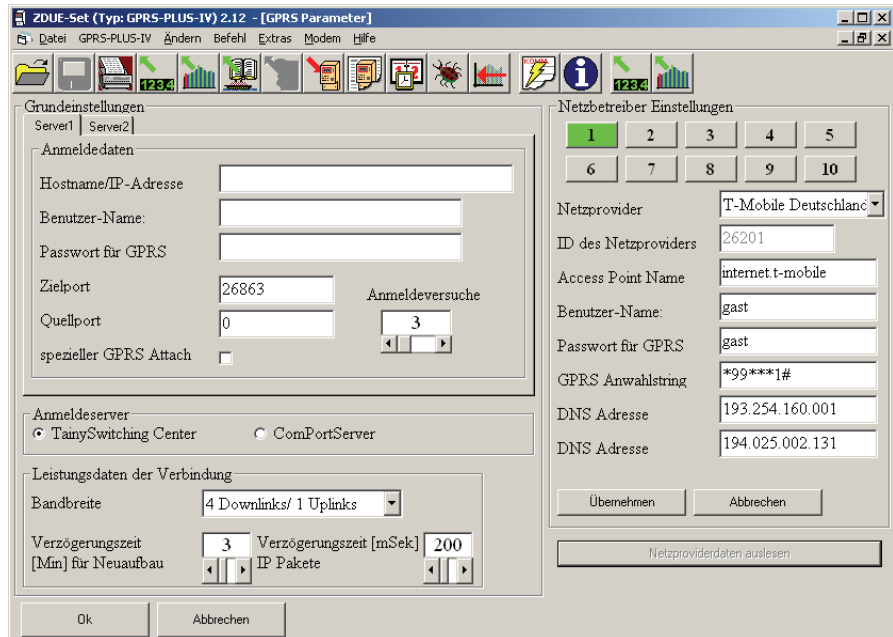 ZDUE-Set (Typ: GPRS-PLUS-IV) 2.12 - [GPRS Parameter]
Datei GPRS-PLUS-IV Ändern Befehl Extras Modem Hilfe
1234
KOMM
1234
Grundeinstellungen
Server1 Server2
Anmeldedaten
Hostname/IP-Adresse
Benutzer-Name:
Passwort für GPRS
Zielport 26863
Anmeldeversuche
Quellport 0
3
spezieller GPRS Attach
Anmeldeserver
TainySwitching Center ComPortServer
Leistungsdaten der Verbindung
Bandbreite 4 Downlinks/ 1 Uplinks
Verzögerungszeit [Min] für Neuaufbau 3
Verzögerungszeit [mSek] IP Pakete 200
Ok Abbrechen
Netzbetreiber Einstellungen
1 2 3 4 5
6 7 8 9 10
Netzprovider T-Mobile Deutschland
ID des Netzproviders 26201
Access Point Name internet.t-mobile
Benutzer-Name: gast
Passwort für GPRS gast
GPRS Anwahlstring *99***1#
DNS Adresse 193.254.160.001
DNS Adresse 194.025.002.131
Übernehmen Abbrechen
Netzproviderdaten auslesen